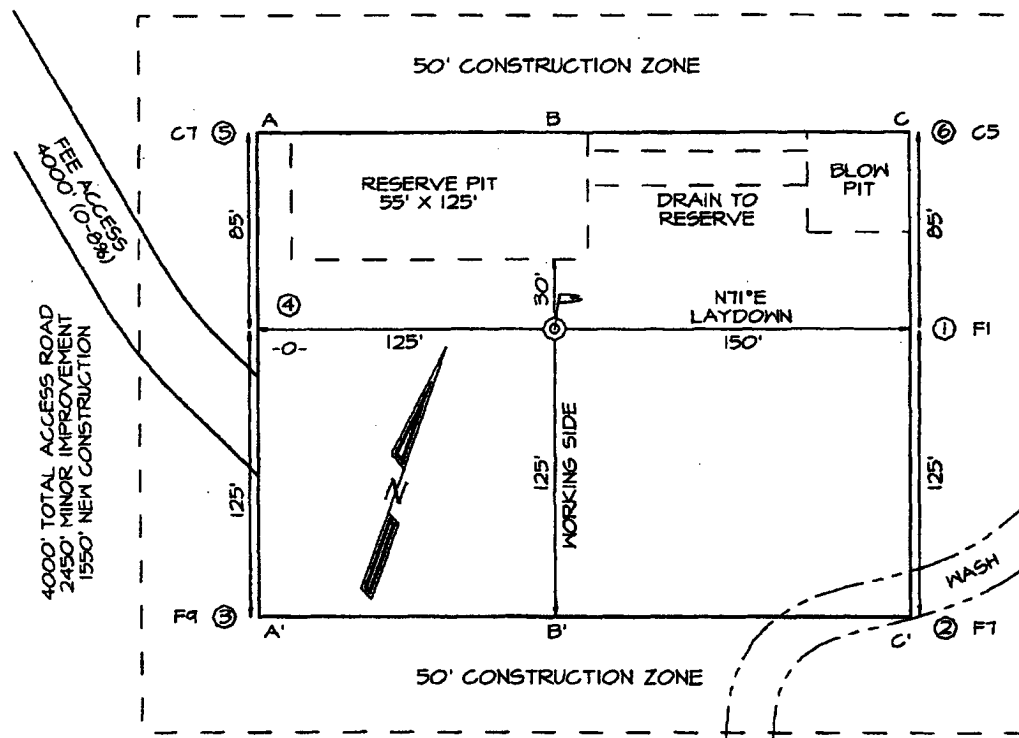 50' CONSTRUCTION ZONE
C7 ⑤
A
B
C
⑥ C5
FEE ACCESS
4000' (0-8%)
85'
RESERVE PIT
55' X 125'
DRAIN TO
RESERVE
BLOW
PIT
85'
④
30'
N71°E
LAYDOWN
① F1
-0-
125'
150'
4000' TOTAL ACCESS ROAD
2450' MINOR IMPROVEMENT
1550' NEW CONSTRUCTION
125'
N
125'
WORKING SIDE
125'
WASH
F9 ③
A'
B'
C'
② F7
50' CONSTRUCTION ZONE